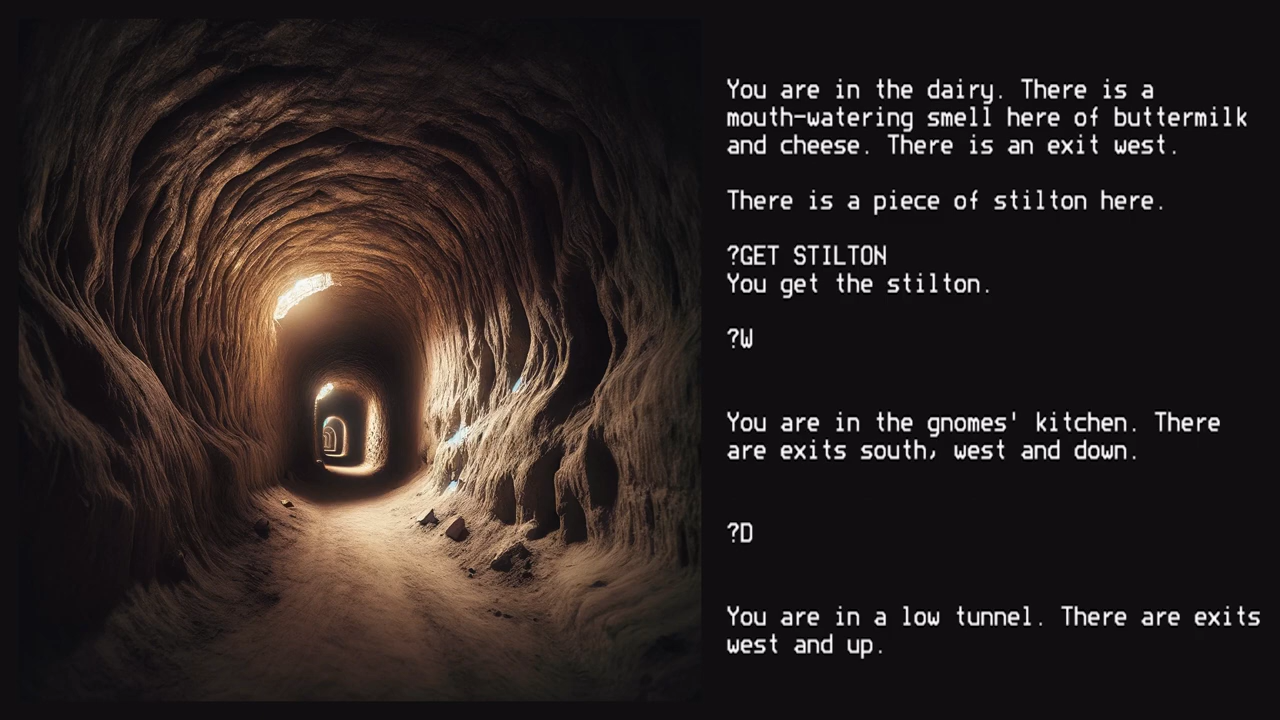 You are in the dairy. There is a
mouth-watering smell here of buttermilk
and cheese. There is an exit west.
There is a piece of stilton here.
?GET STILTON
You get the stilton.
?W
You are in the gnomes' kitchen. There
are exits south, west and down.
?D
You are in a low tunnel. There are exits
west and up.